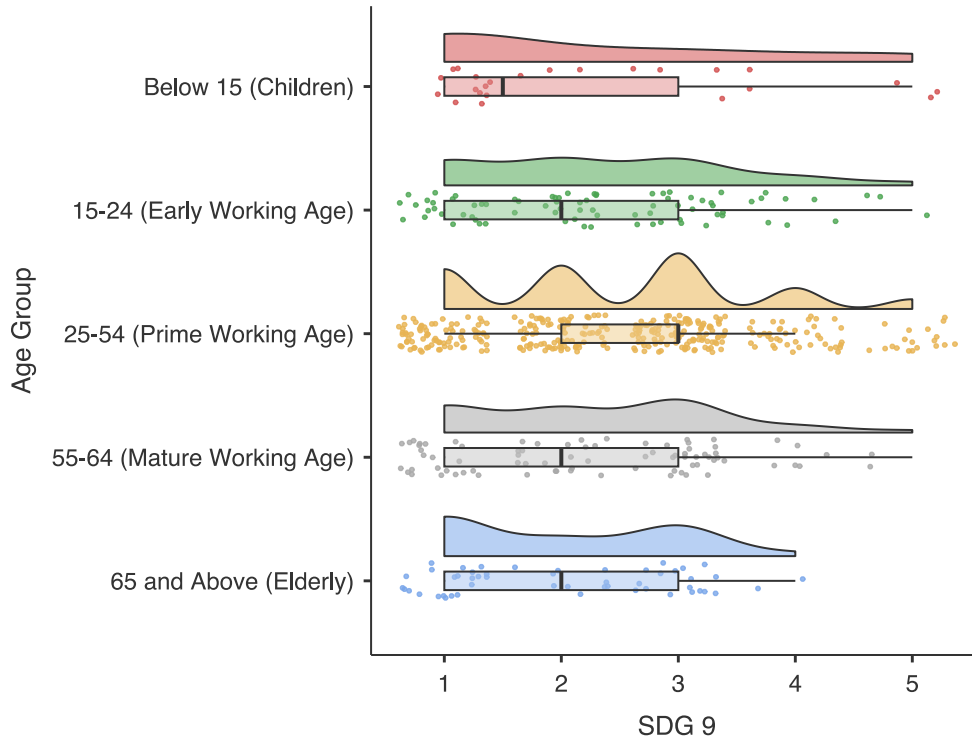 Below 15 (Children)
15-24 (Early Working Age)
25-54 (Prime Working Age)
55-64 (Mature Working Age)
65 and Above (Elderly)
Age Group
1 2 3 4 5
SDG 9